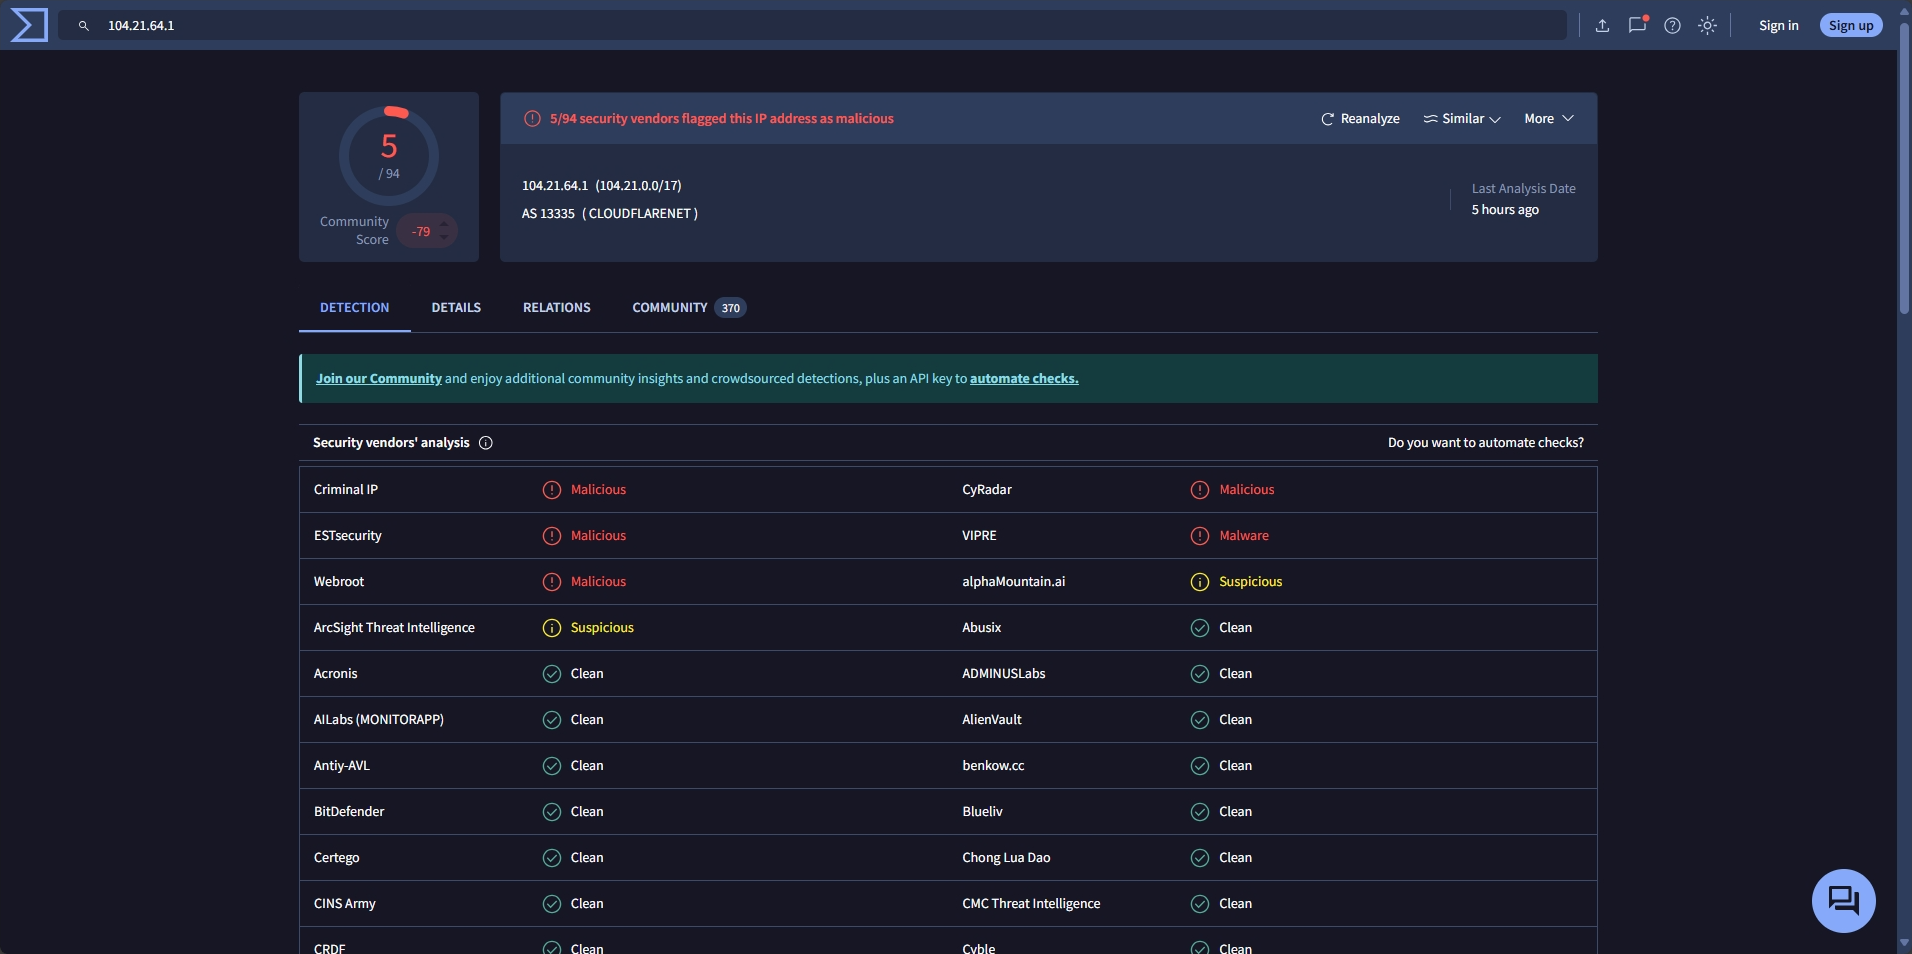 104.21.64.1
Sign in
Sign up
5
/ 94
Community Score
-79
5/94 security vendors flagged this IP address as malicious
Reanalyze
Similar
More
104.21.64.1 (104.21.0.0/17)
AS 13335 ( CLOUDFLARENET )
Last Analysis Date
5 hours ago
DETECTION
DETAILS
RELATIONS
COMMUNITY 370
Join our Community and enjoy additional community insights and crowdsourced detections, plus an API key to automate checks.
Security vendors' analysis
Do you want to automate checks?
Criminal IP Malicious CyRadar Malicious
ESTsecurity Malicious VIPRE Malware
Webroot Malicious alphaMountain.ai Suspicious
ArcSight Threat Intelligence Suspicious Abusix Clean
Acronis Clean ADMINUSLabs Clean
AILabs (MONITORAPP) Clean AlienVault Clean
Antiy-AVL Clean benkow.cc Clean
BitDefender Clean Blueliv Clean
Certego Clean Chong Lua Dao Clean
CINS Army Clean CMC Threat Intelligence Clean
CRDF Clean Cyble Clean